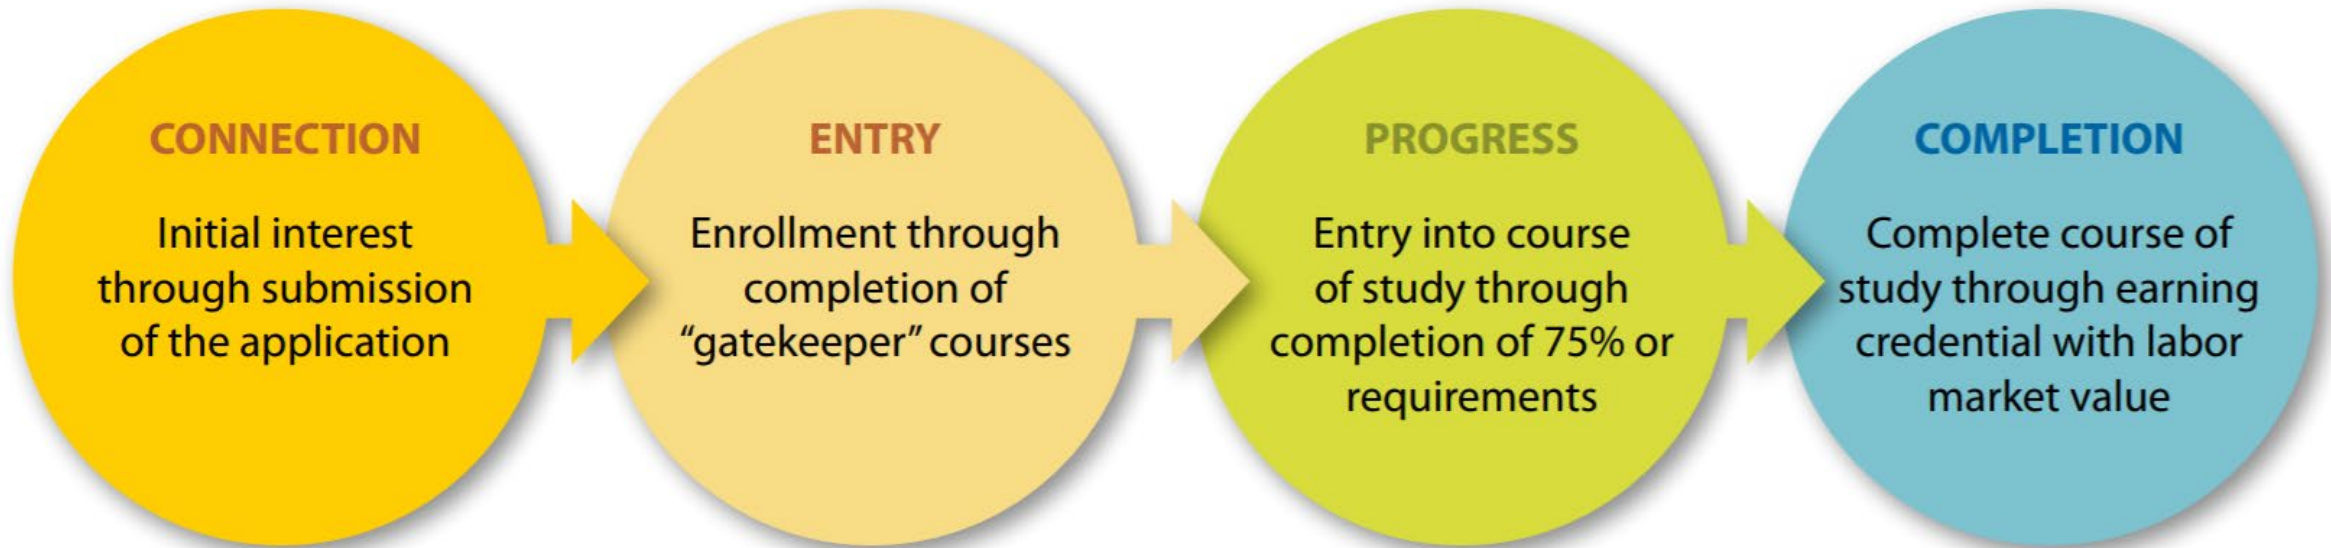 CONNECTION
Initial interest
through submission
of the application
ENTRY
Enrollment through
completion of
“gatekeeper” courses
PROGRESS
Entry into course
of study through
completion of 75% or
requirements
COMPLETION
Complete course of
study through earning
credential with labor
market value